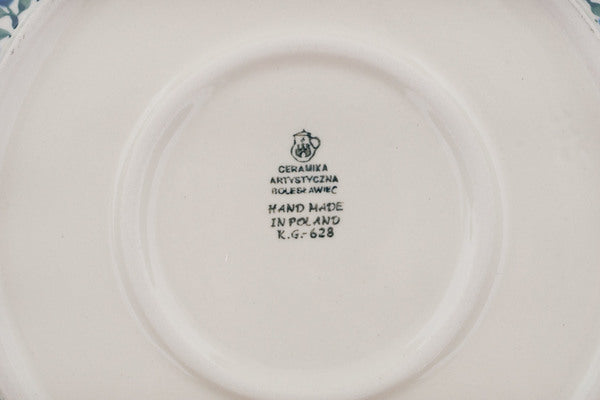 CERAMIKA
ARTYSTYCZNA
BOLESŁAWIEC
HAND MADE
IN POLAND
K.G.-628